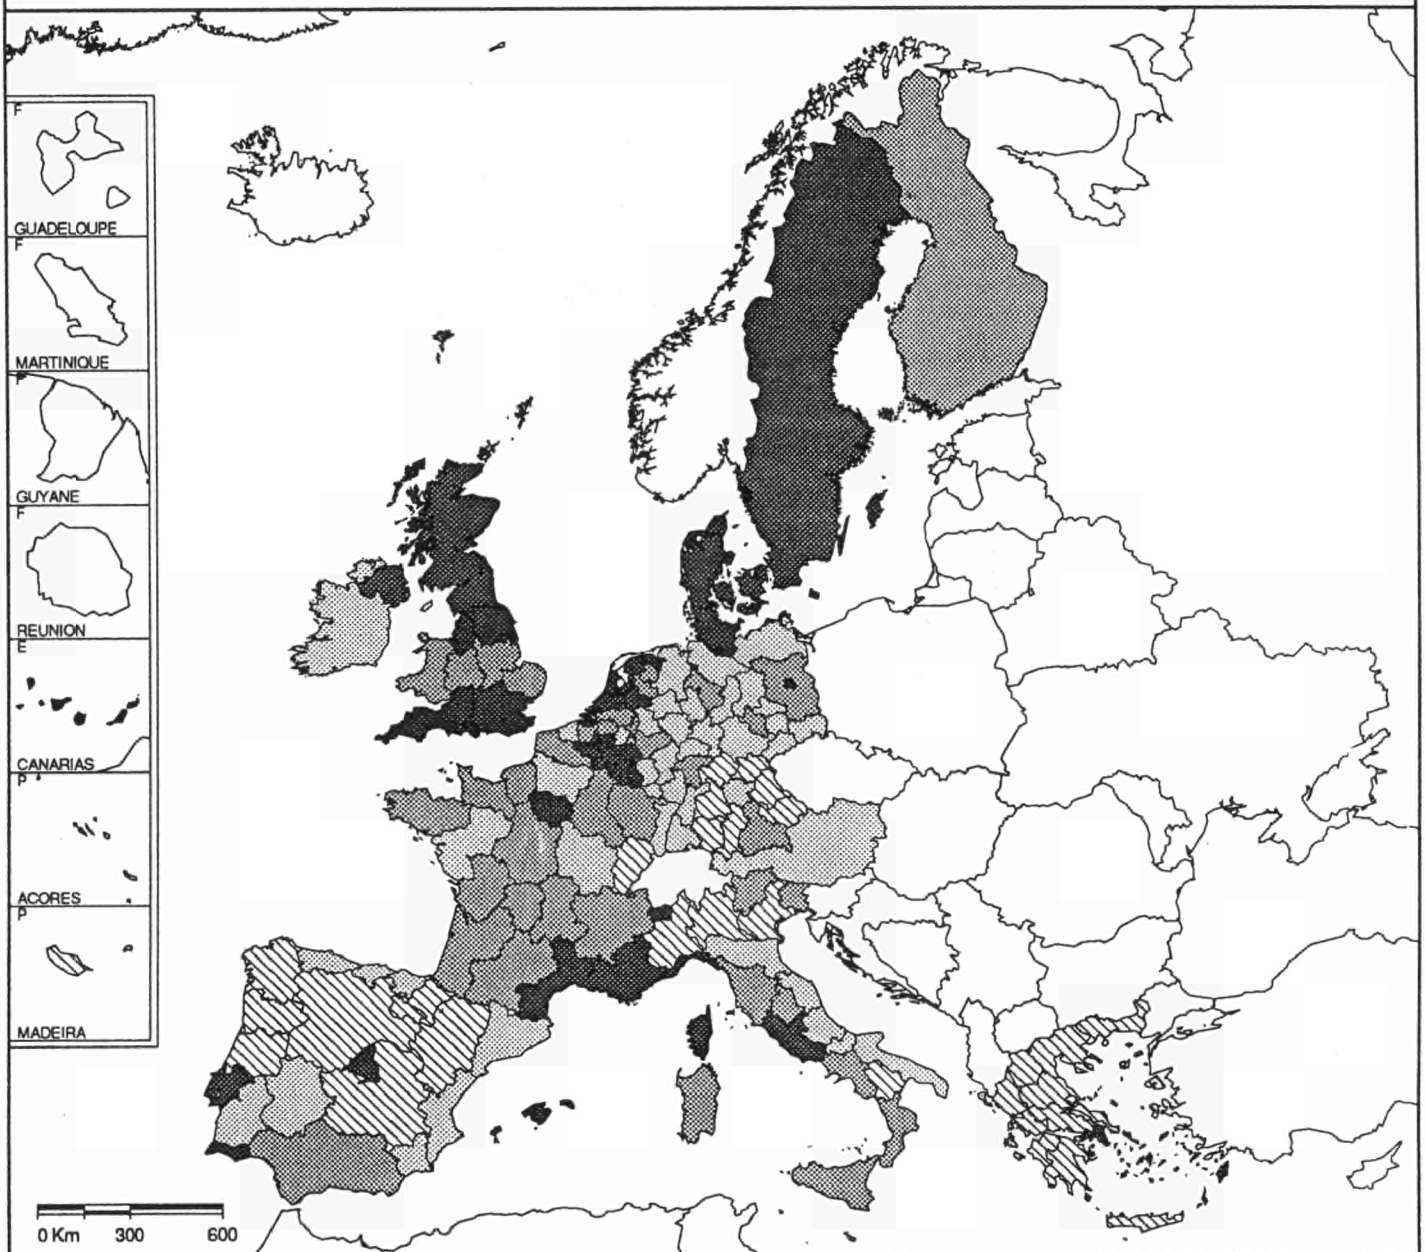 F
GUADELOUPE
F
MARTINIQUE
F
GUYANE
F
REUNION
E
CANARIAS
P
ACORES
P
MADEIRA
0 Km 300 600